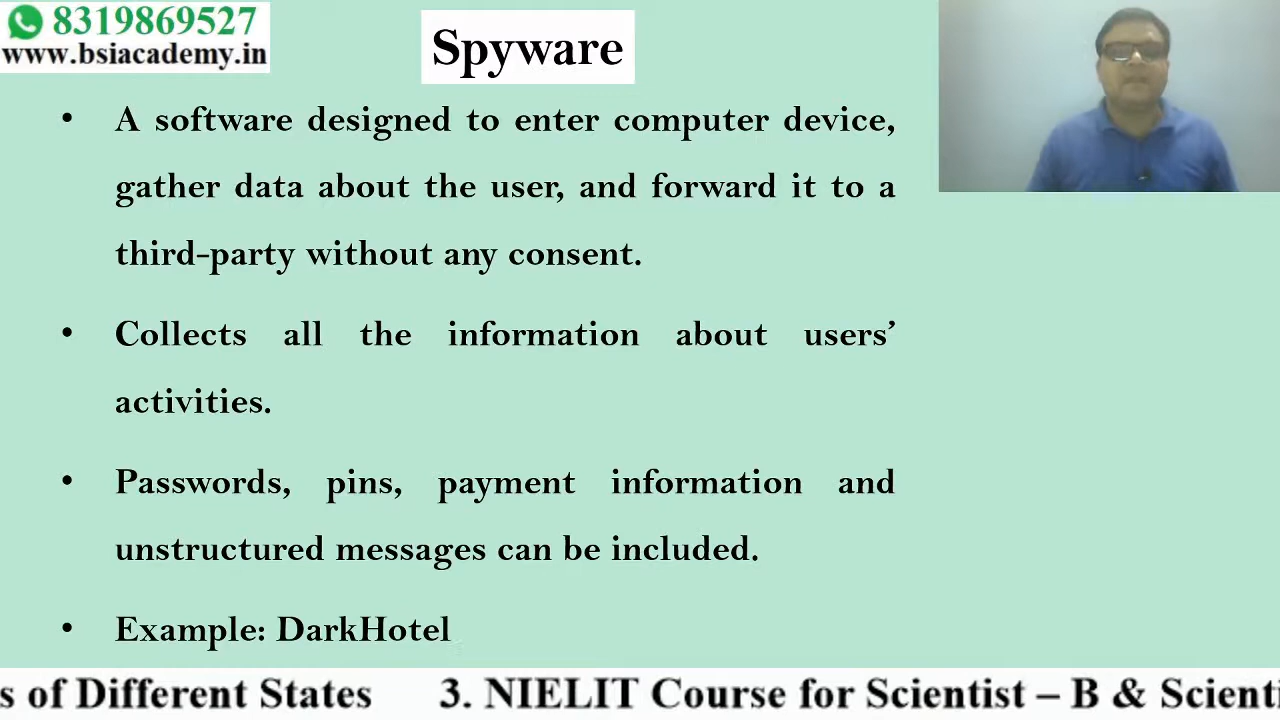 8319869527
www.bsiacademy.in
Spyware
• A software designed to enter computer device,
gather data about the user, and forward it to a
third-party without any consent.
• Collects all the information about users’
activities.
• Passwords, pins, payment information and
unstructured messages can be included.
• Example: DarkHotel
s of Different States 3. NIELIT Course for Scientist – B & Scienti